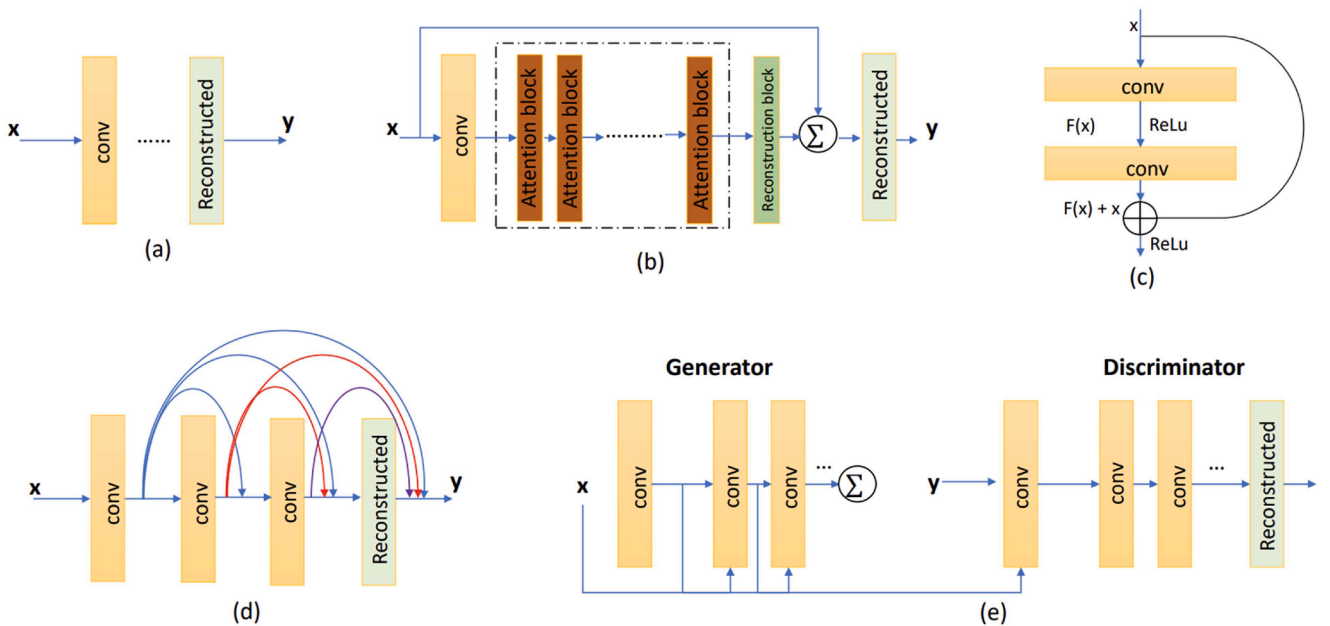 x
conv
......
Reconstructed
y
(a)
x
conv
Attention block
Attention block
...........
Attention block
Reconstruction block
Σ
Reconstructed
y
(b)
x
conv
F(x)
ReLu
conv
F(x) + x
ReLu
(c)
x
conv
conv
conv
Reconstructed
y
(d)
Generator
x
conv
conv
conv
...
Σ
Discriminator
y
conv
conv
conv
...
Reconstructed
(e)